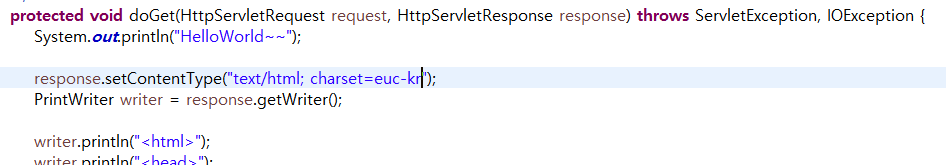 protected void doGet(HttpServletRequest request, HttpServletResponse response) throws ServletException, IOException {
System.out.println("HelloWorld~~");
response.setContentType("text/html; charset=euc-kr");
PrintWriter writer = response.getWriter();
writer.println("<html>");
writer.println("<head>");